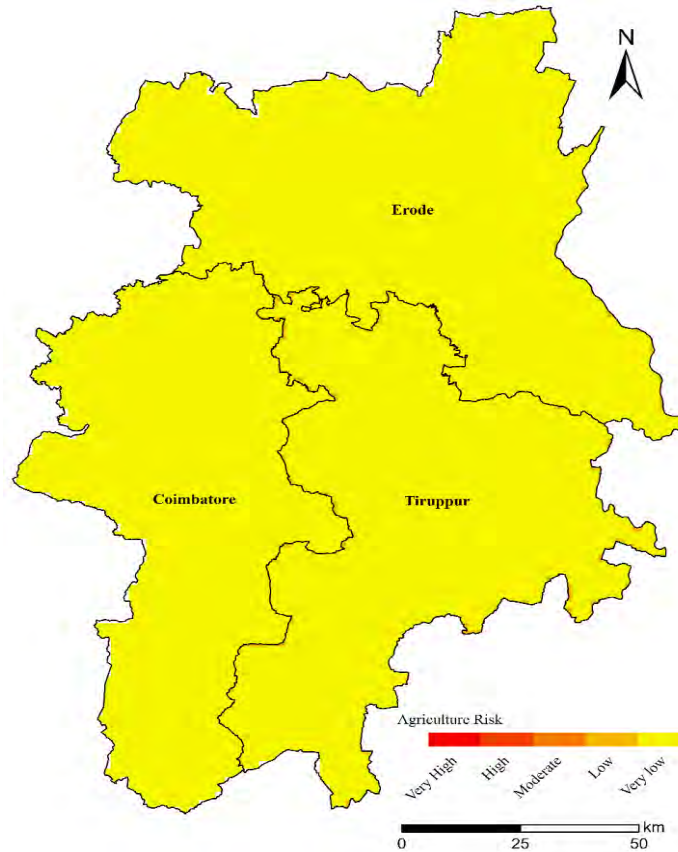 N
Erode
Coimbatore
Tiruppur
Agriculture Risk
Very High
High
Moderate
Low
Very low
km
0
25
50